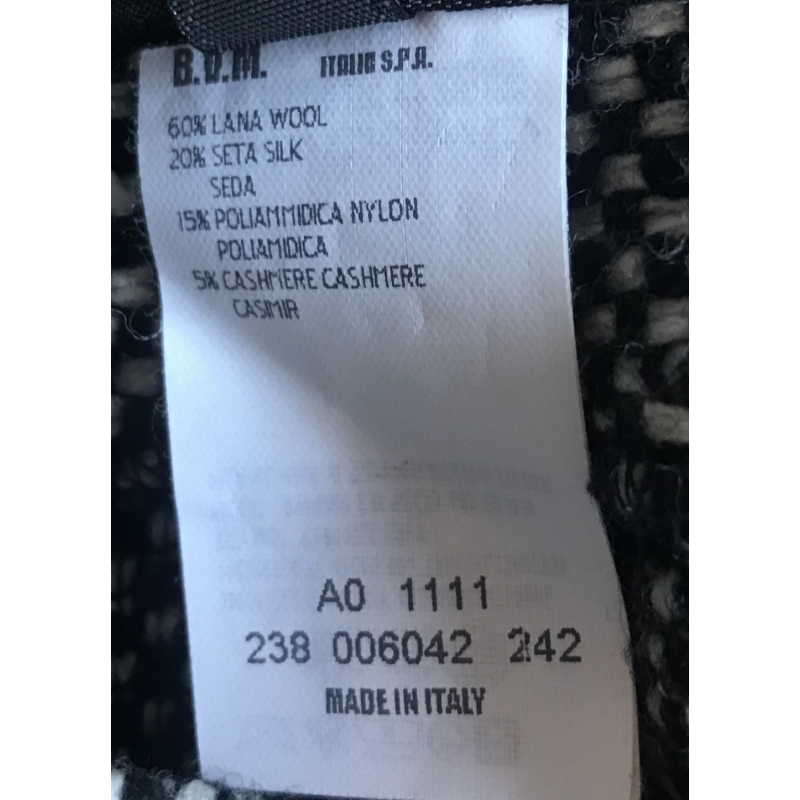 B.V.M. ITALIA S.P.A.
60% LANA WOOL
20% SETA SILK
SEDA
15% POLIAMMIDICA NYLON
POLIAMIDICA
5% CASHMERE CASHMERE
CASIMIR
A0 1111
238 006042 242
MADE IN ITALY